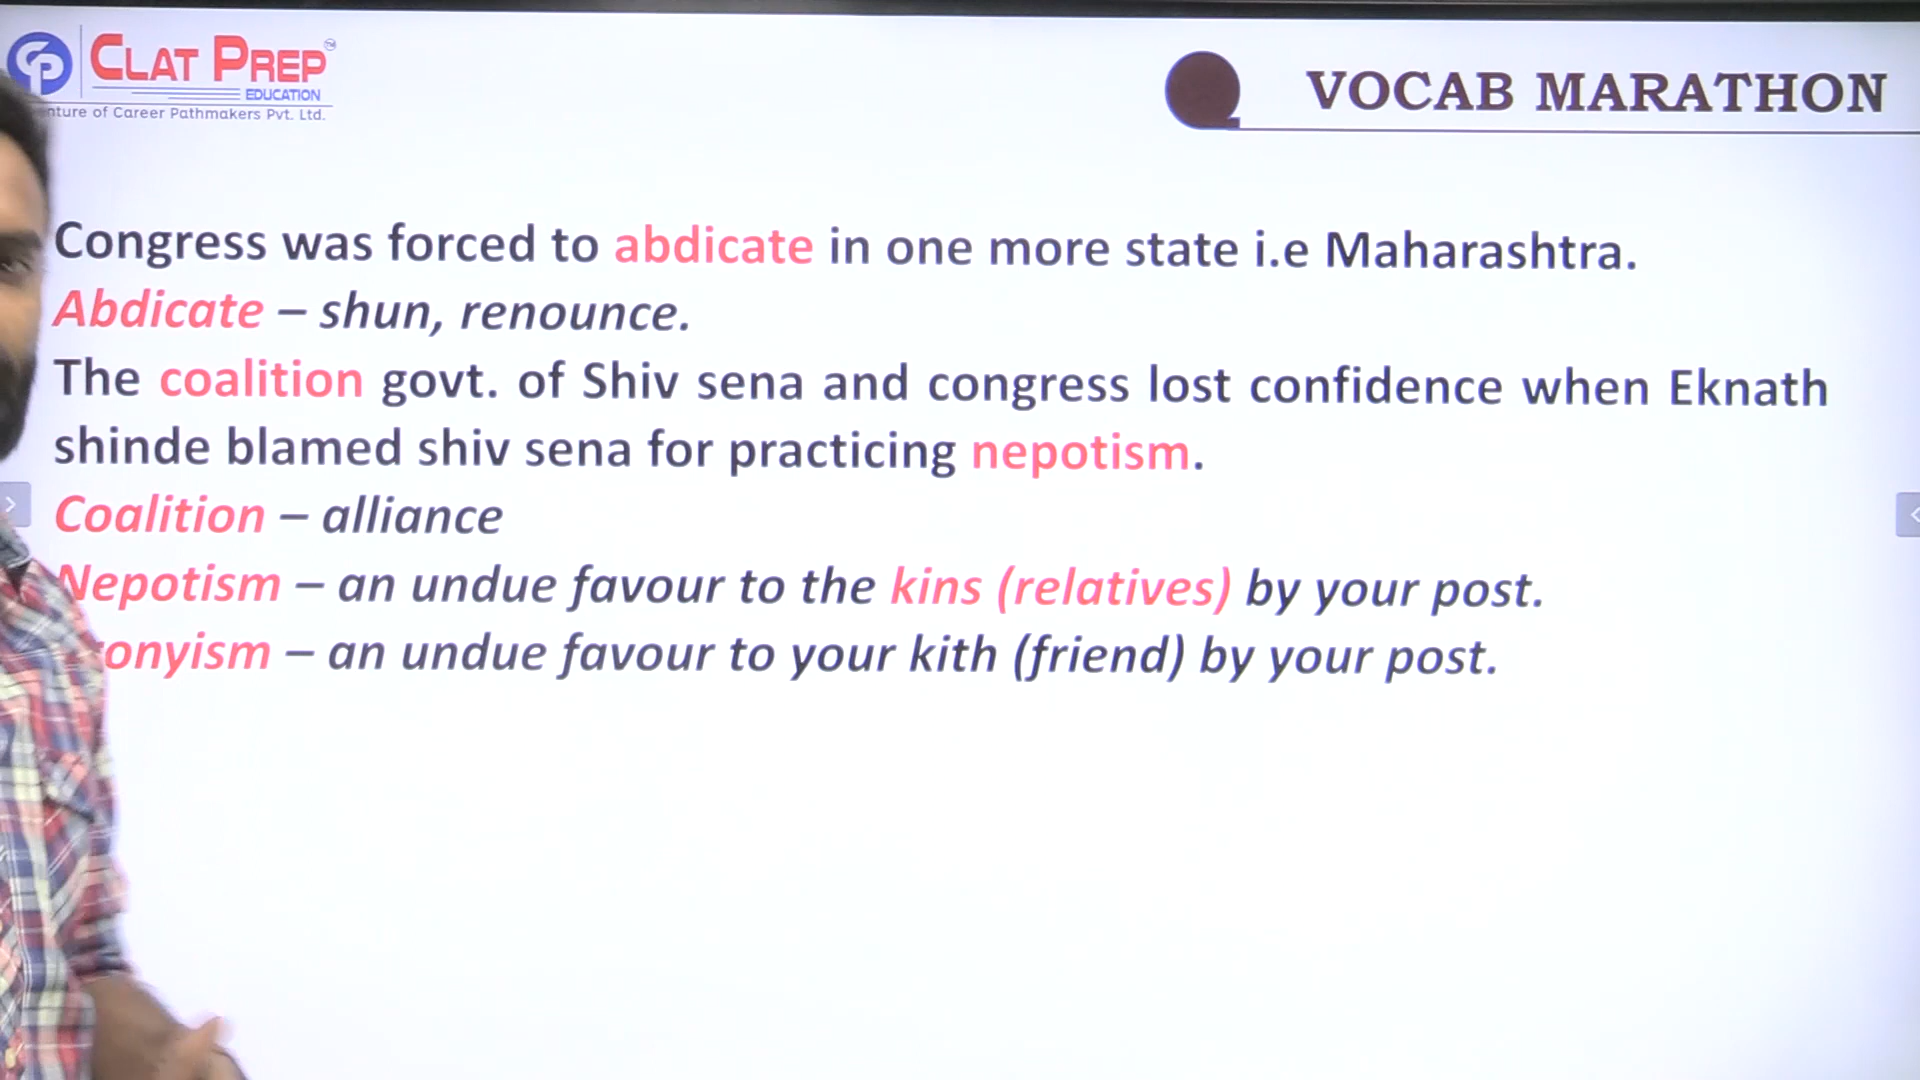 CLAT PREP
EDUCATION
nture of Career Pathmakers Pvt. Ltd.
VOCAB MARATHON
Congress was forced to abdicate in one more state i.e Maharashtra.
Abdicate – shun, renounce.
The coalition govt. of Shiv sena and congress lost confidence when Eknath
shinde blamed shiv sena for practicing nepotism.
Coalition – alliance
Nepotism – an undue favour to the kins (relatives) by your post.
onyism – an undue favour to your kith (friend) by your post.